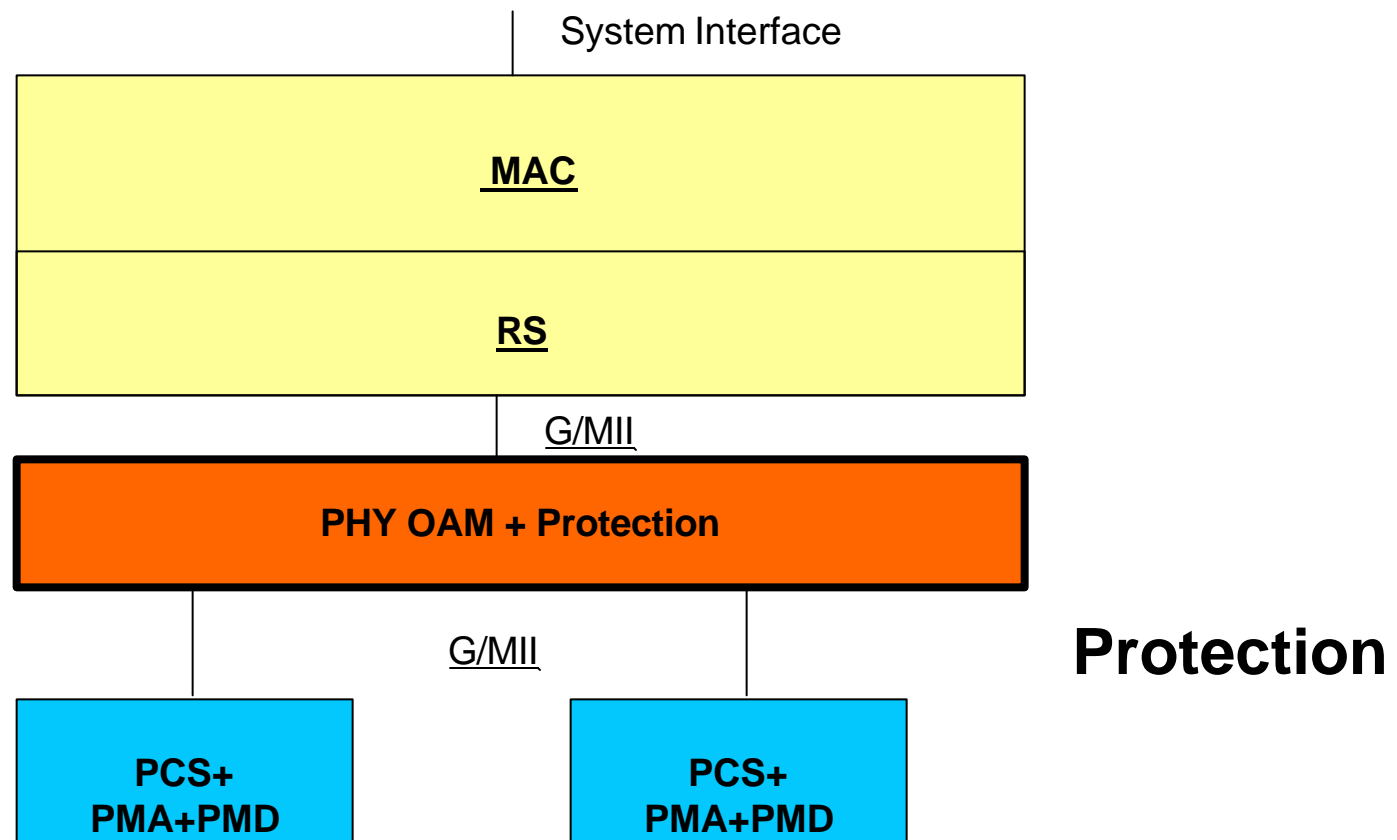 System Interface
MAC
RS
G/MII
PHY OAM + Protection
G/MII
Protection
PCS+
PMA+PMD
PCS+
PMA+PMD